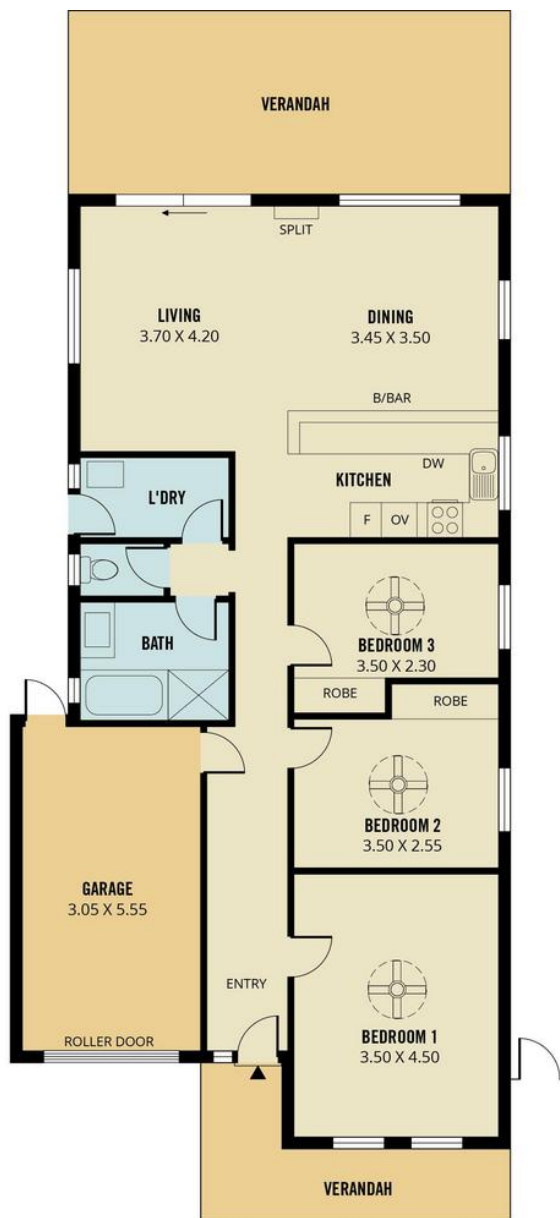 VERANDAH
SPLIT
LIVING
3.70 X 4.20
DINING
3.45 X 3.50
B/BAR
DW
KITCHEN
F
OV
L'DRY
BATH
BEDROOM 3
3.50 X 2.30
ROBE
ROBE
BEDROOM 2
3.50 X 2.55
GARAGE
3.05 X 5.55
ROLLER DOOR
ENTRY
BEDROOM 1
3.50 X 4.50
VERANDAH